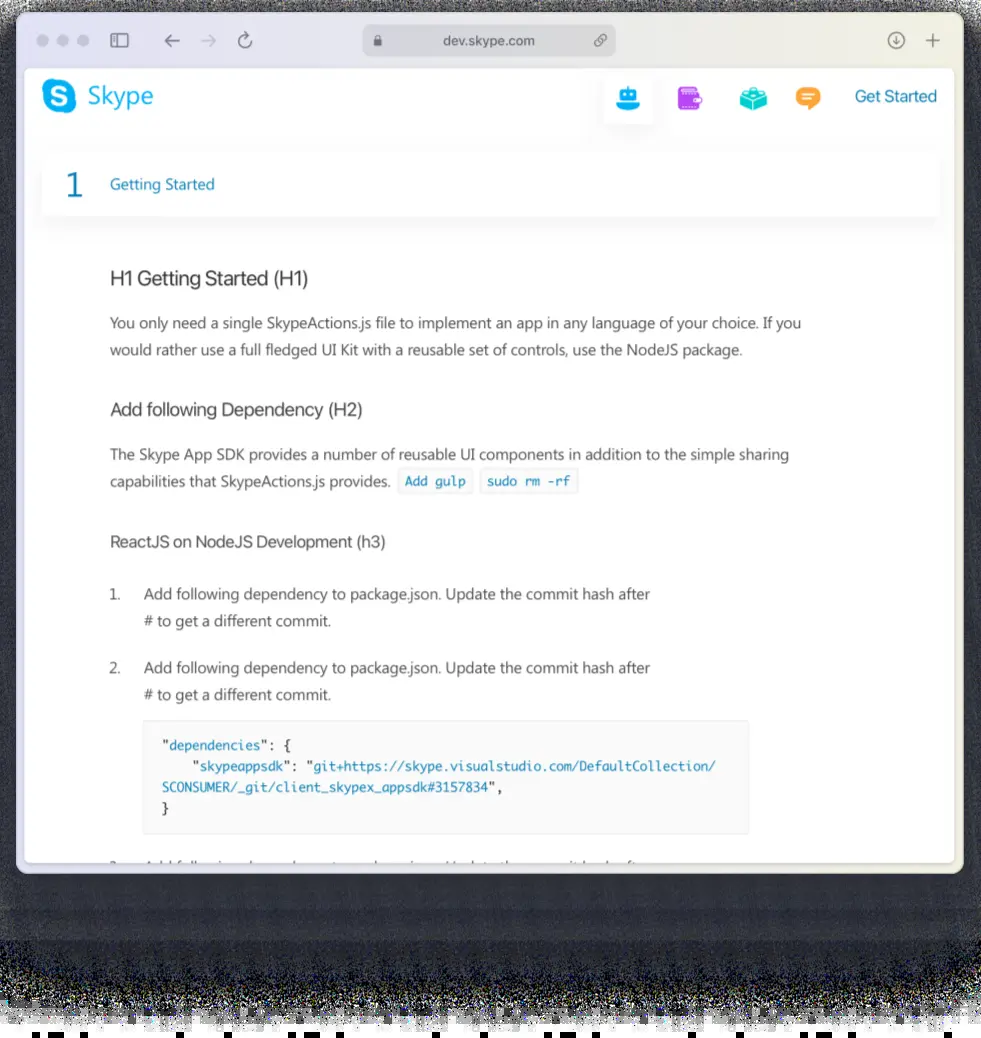 dev.skype.com
Skype
Get Started
1 Getting Started
H1 Getting Started (H1)
You only need a single SkypeActions.js file to implement an app in any language of your choice. If you
would rather use a full fledged UI Kit with a reusable set of controls, use the NodeJS package.
Add following Dependency (H2)
The Skype App SDK provides a number of reusable UI components in addition to the simple sharing
capabilities that SkypeActions.js provides. Add gulp sudo rm -rf
ReactJS on NodeJS Development (h3)
1. Add following dependency to package.json. Update the commit hash after
# to get a different commit.
2. Add following dependency to package.json. Update the commit hash after
# to get a different commit.
"dependencies": {
"skypeappsdk": "git+https://skype.visualstudio.com/DefaultCollection/
SCONSUMER/_git/client_skypex_appsdk#3157834",
}